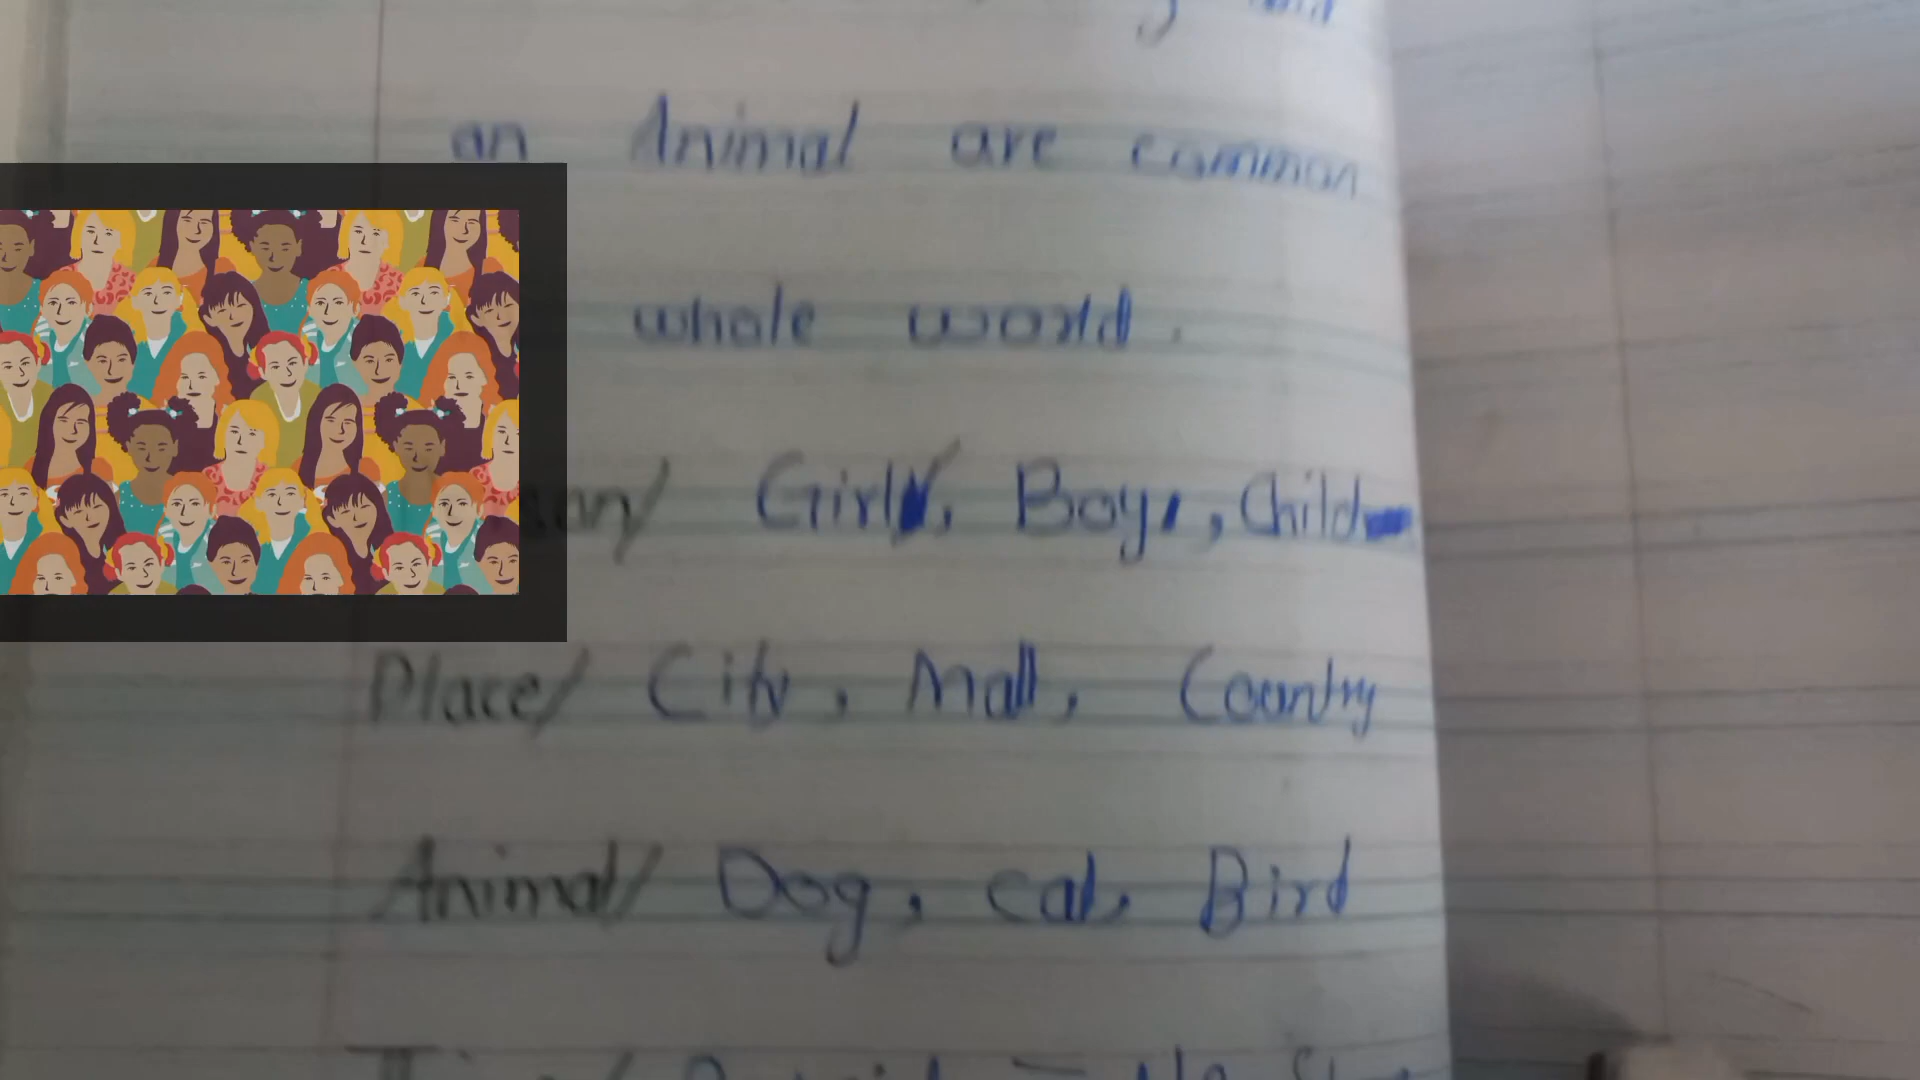 an Animal are common
whole world.
Girl, Boy, Child
Place/ City, Mall, Country
Animal/ Dog, cat, Bird